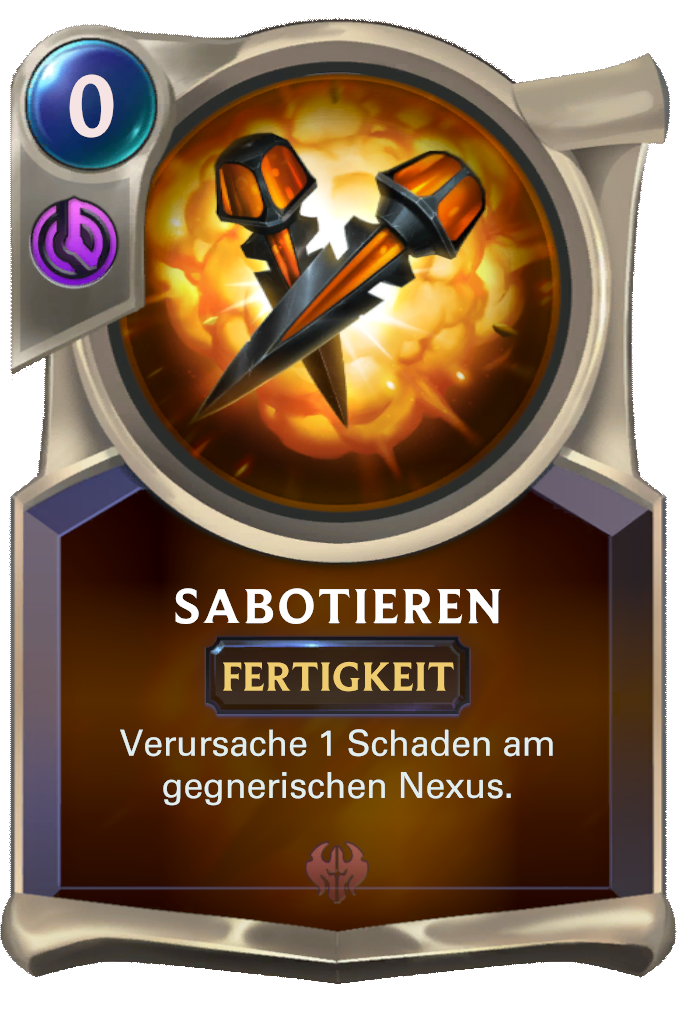 0
SABOTIEREN
FERTIGKEIT
Verursache 1 Schaden am
gegnerischen Nexus.